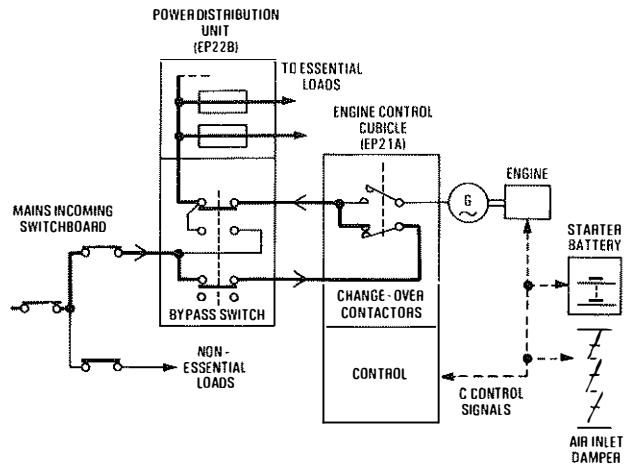 POWER DISTRIBUTION
UNIT
(EP22B)
TO ESSENTIAL
LOADS
ENGINE CONTROL
CUBICLE
(EP21A)
ENGINE
G
MAINS INCOMING
SWITCHBOARD
STARTER
BATTERY
BYPASS SWITCH
CHANGE-OVER
CONTACTORS
NON-
ESSENTIAL
LOADS
CONTROL
C CONTROL
SIGNALS
AIR INLET
DAMPER